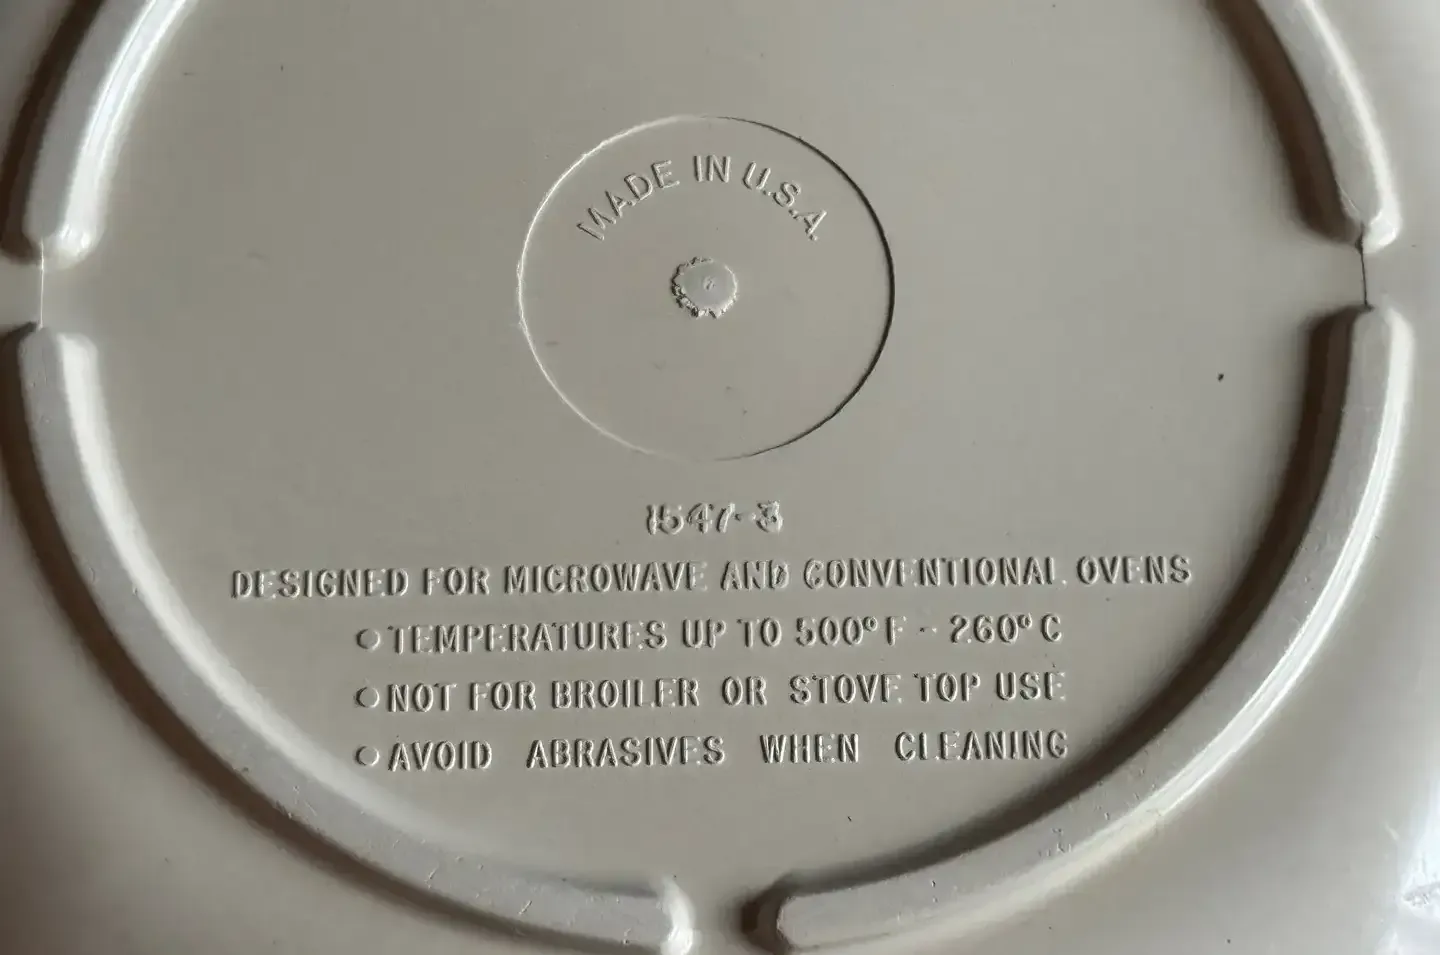 MADE IN U.S.A.
1547-3
DESIGNED FOR MICROWAVE AND CONVENTIONAL OVENS
○ TEMPERATURES UP TO 500° F - 260° C
○ NOT FOR BROILER OR STOVE TOP USE
○ AVOID ABRASIVES WHEN CLEANING